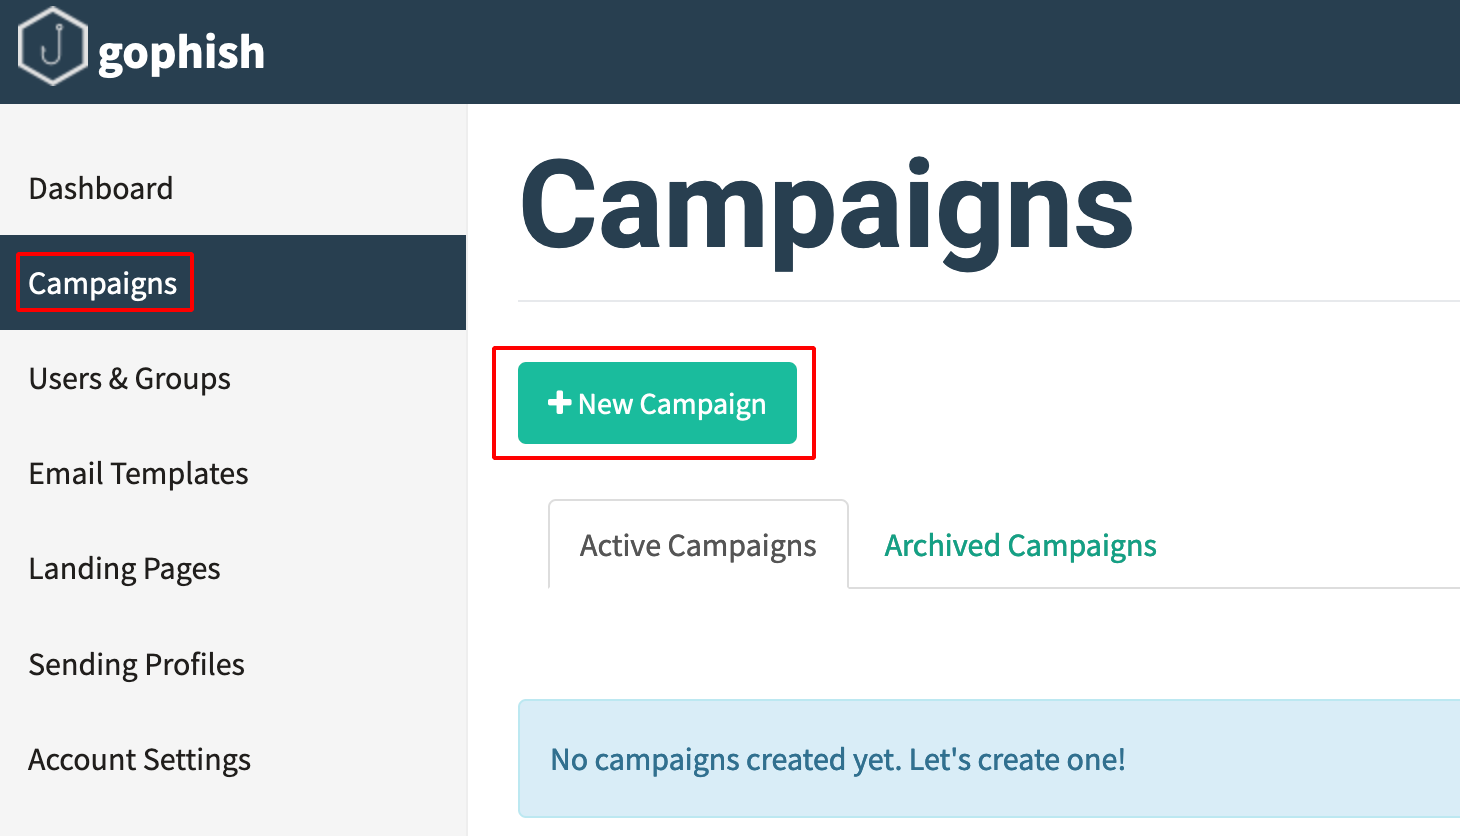 gophish
Dashboard
Campaigns
Users & Groups
Email Templates
Landing Pages
Sending Profiles
Account Settings
Campaigns
New Campaign
Active Campaigns
Archived Campaigns
No campaigns created yet. Let's create one!